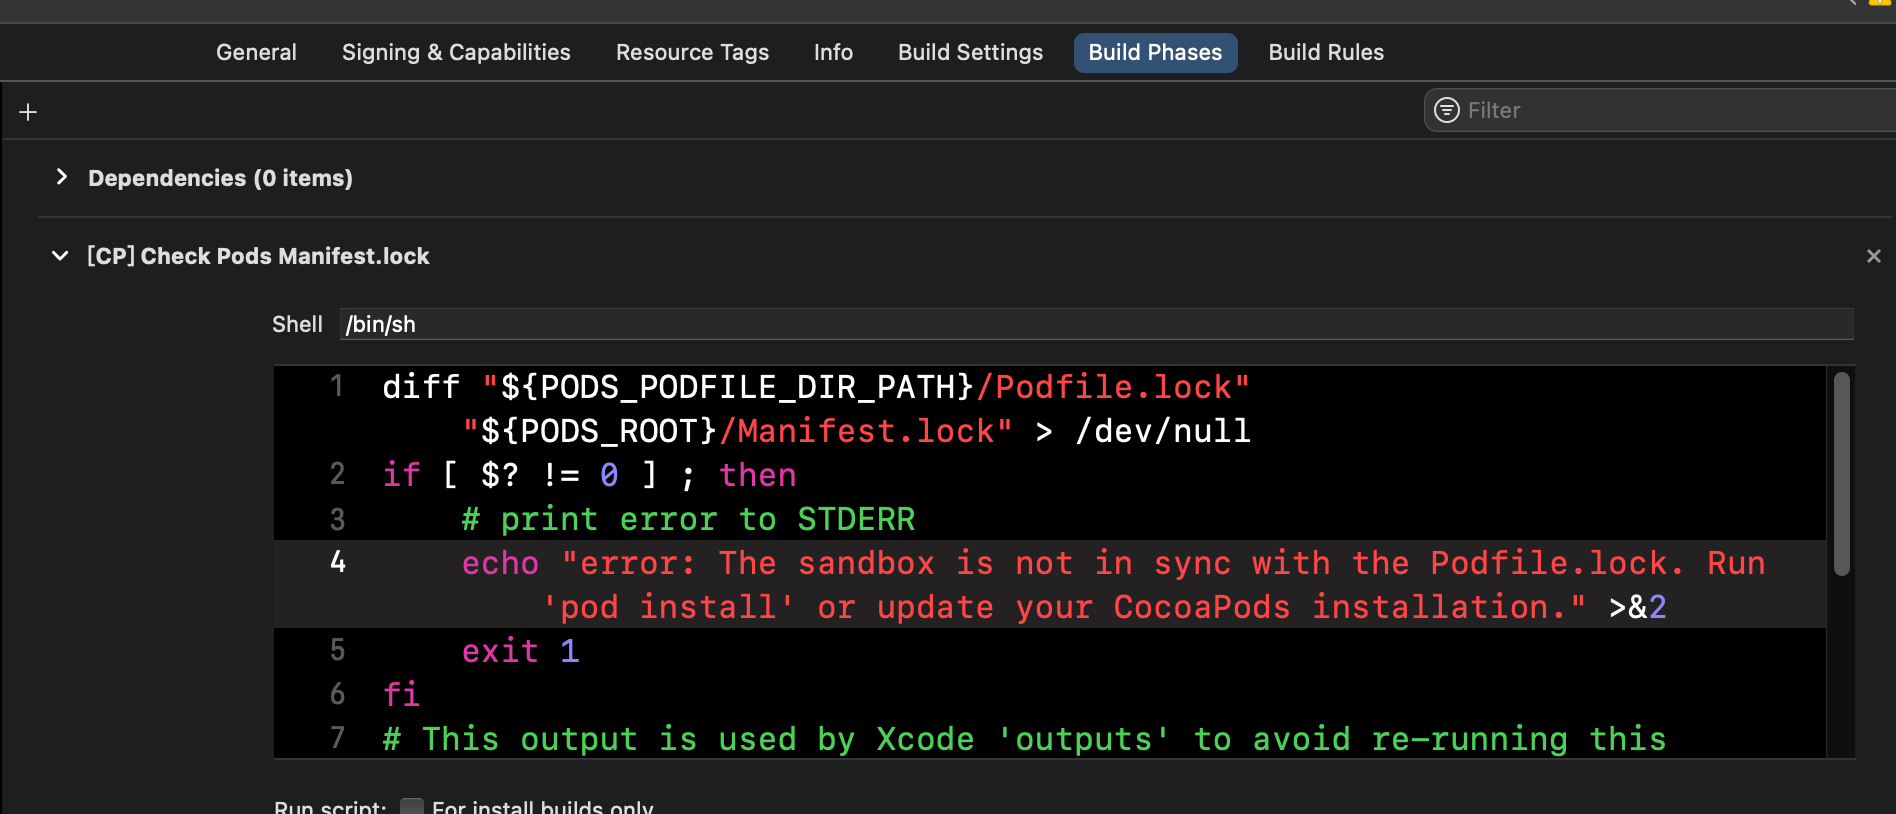 General Signing & Capabilities Resource Tags Info Build Settings Build Phases Build Rules
+ Filter
Dependencies (0 items)
[CP] Check Pods Manifest.lock
Shell /bin/sh
1 diff "${PODS_PODFILE_DIR_PATH}/Podfile.lock"
"${PODS_ROOT}/Manifest.lock" > /dev/null
2 if [ $? != 0 ] ; then
3 # print error to STDERR
4 echo "error: The sandbox is not in sync with the Podfile.lock. Run
'pod install' or update your CocoaPods installation." >&2
5 exit 1
6 fi
7 # This output is used by Xcode 'outputs' to avoid re-running this
Run script: For install builds only